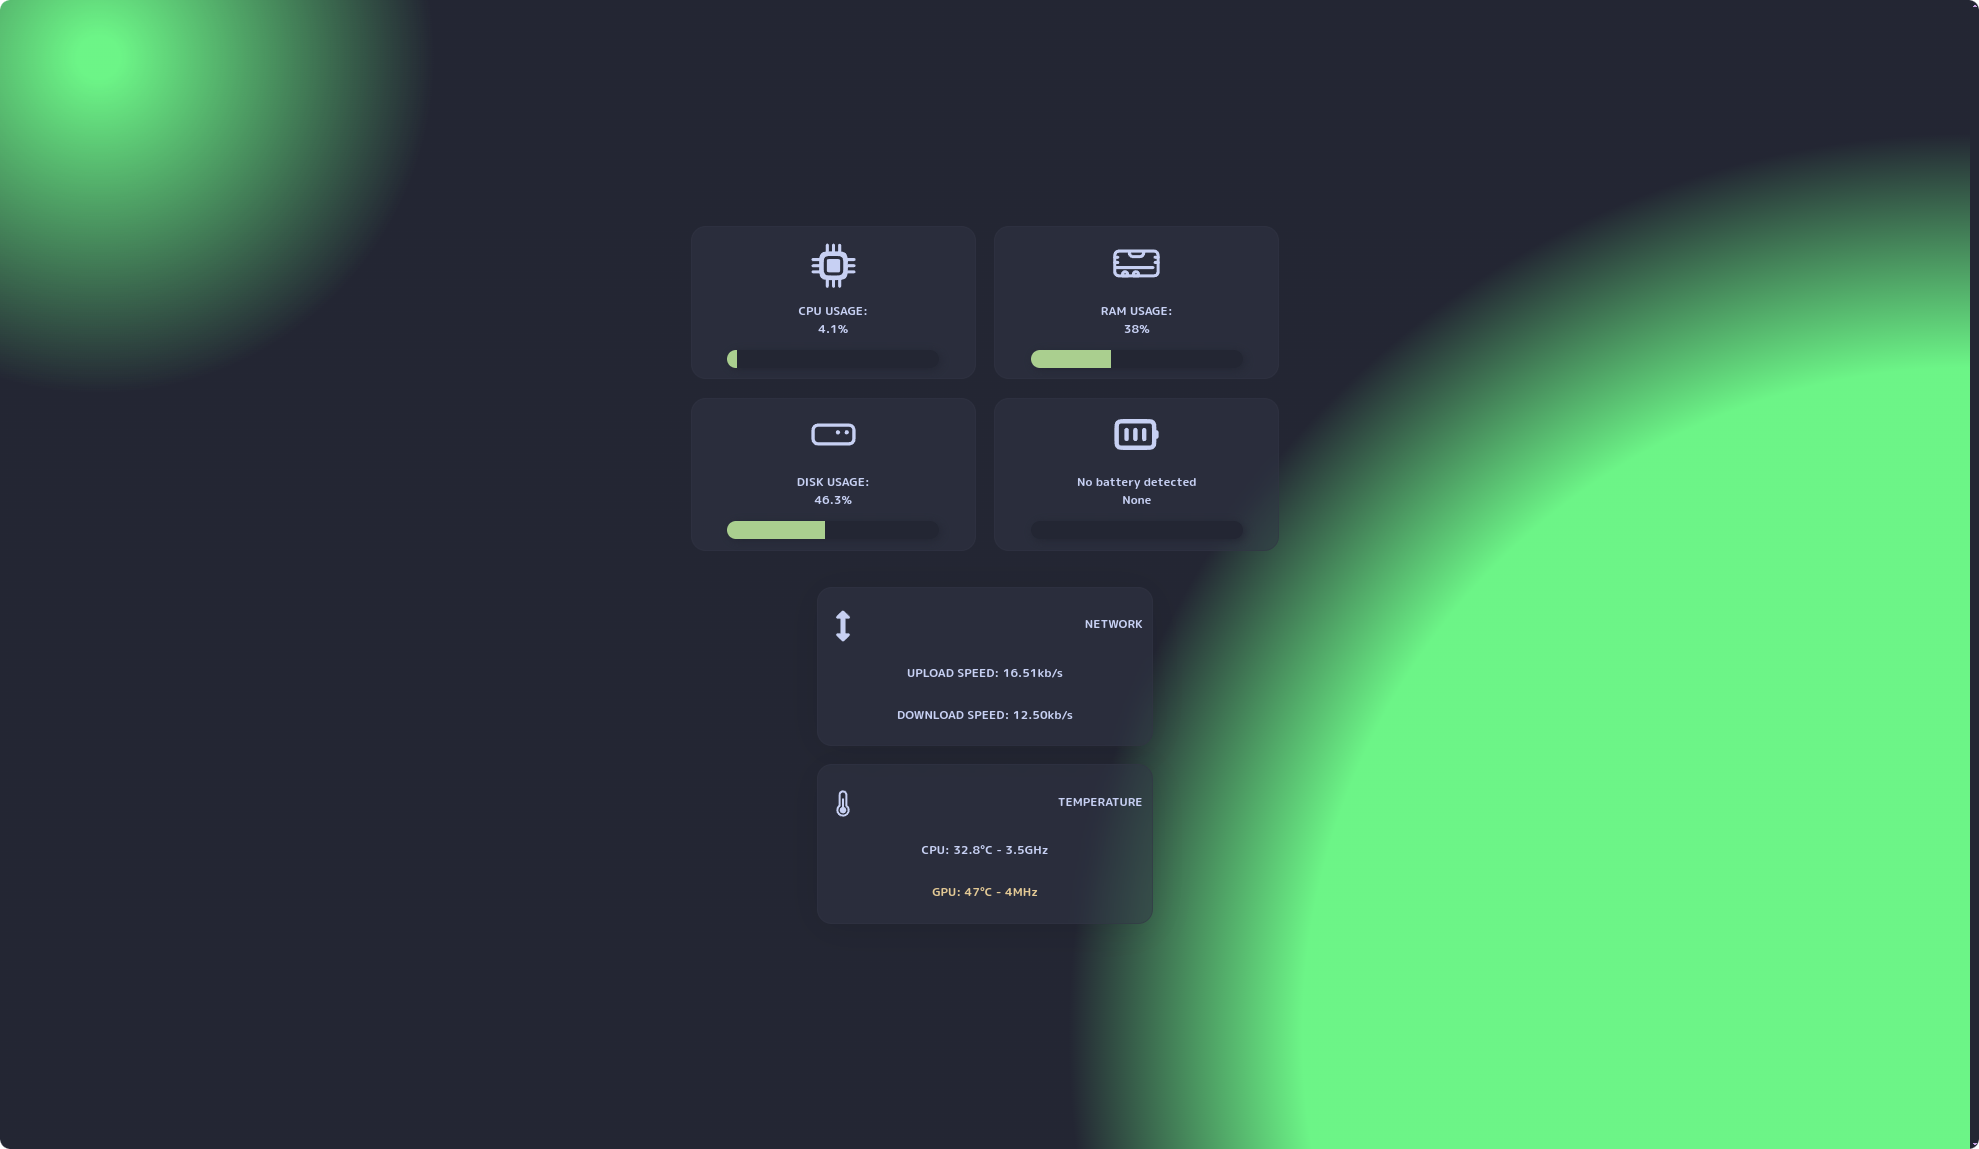 CPU USAGE:
4.1%
RAM USAGE:
38%
DISK USAGE:
46.3%
No battery detected
None
NETWORK
UPLOAD SPEED: 16.51kb/s
DOWNLOAD SPEED: 12.50kb/s
TEMPERATURE
CPU: 32.8°C - 3.5GHz
GPU: 47°C - 4MHz